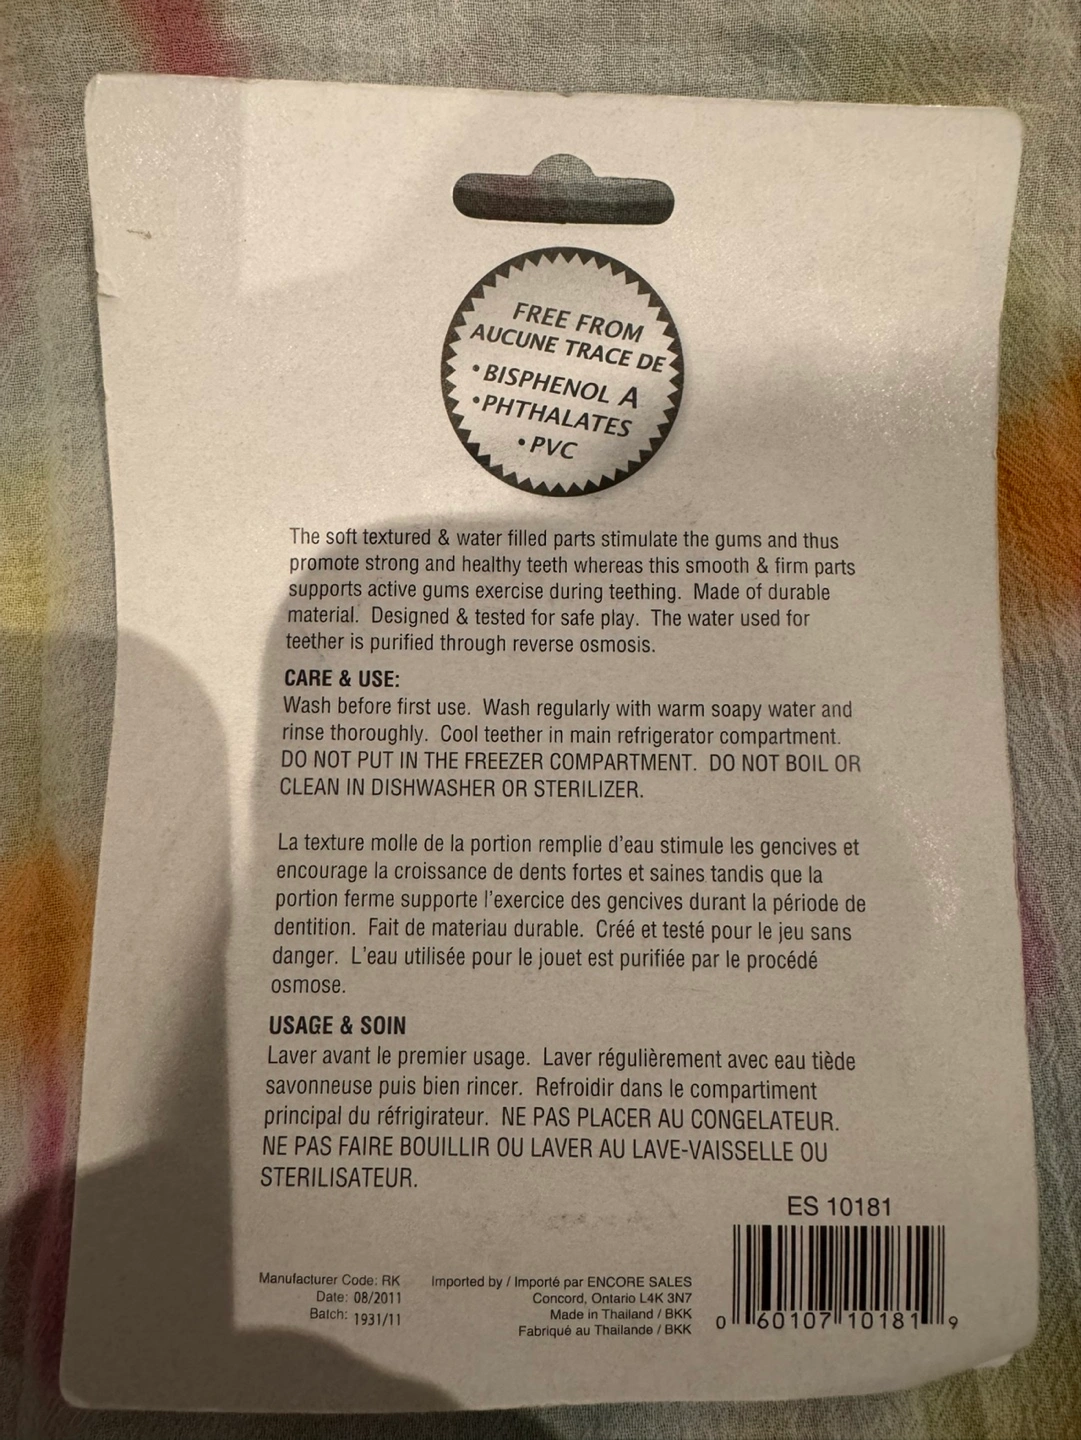 FREE FROM
AUCUNE TRACE DE
• BISPHENOL A
• PHTHALATES
• PVC
The soft textured & water filled parts stimulate the gums and thus
promote strong and healthy teeth whereas this smooth & firm parts
supports active gums exercise during teething. Made of durable
material. Designed & tested for safe play. The water used for
teether is purified through reverse osmosis.
CARE & USE:
Wash before first use. Wash regularly with warm soapy water and
rinse thoroughly. Cool teether in main refrigerator compartment.
DO NOT PUT IN THE FREEZER COMPARTMENT. DO NOT BOIL OR
CLEAN IN DISHWASHER OR STERILIZER.
La texture molle de la portion remplie d'eau stimule les gencives et
encourage la croissance de dents fortes et saines tandis que la
portion ferme supporte l'exercice des gencives durant la période de
dentition. Fait de materiau durable. Créé et testé pour le jeu sans
danger. L'eau utilisée pour le jouet est purifiée par le procédé
osmose.
USAGE & SOIN
Laver avant le premier usage. Laver régulièrement avec eau tiède
savonneuse puis bien rincer. Refroidir dans le compartiment
principal du réfrigirateur. NE PAS PLACER AU CONGELATEUR.
NE PAS FAIRE BOUILLIR OU LAVER AU LAVE-VAISSELLE OU
STERILISATEUR.
ES 10181
Manufacturer Code: RK
Date: 08/2011
Batch: 1931/11
Imported by / Importé par ENCORE SALES
Concord, Ontario L4K 3N7
Made in Thailand / BKK
Fabriqué au Thailande / BKK
0 60107 10181 9